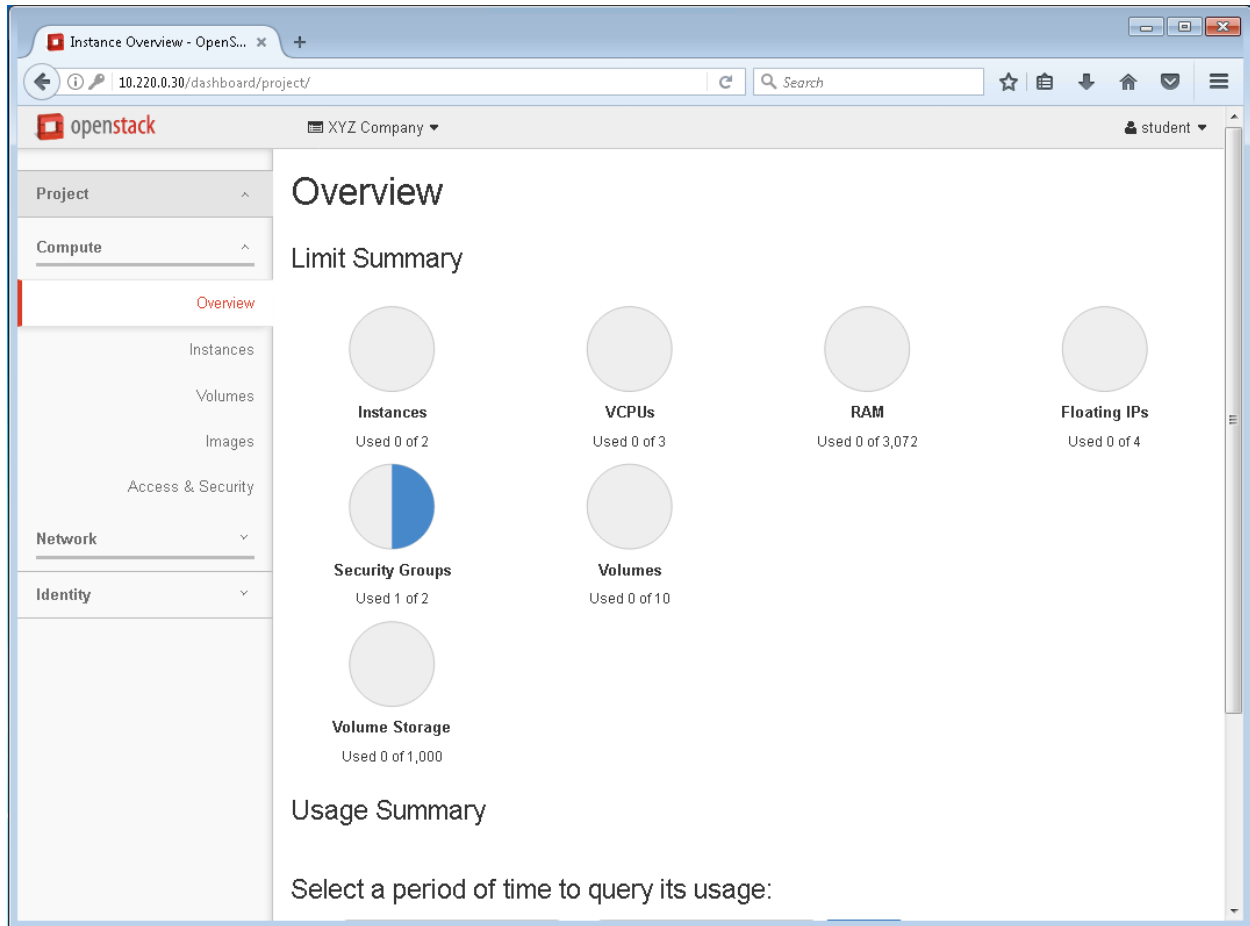 Instance Overview - OpenS...
10.220.0.30/dashboard/project/
Search
openstack
XYZ Company
student
Project
Compute
Overview
Instances
Volumes
Images
Access & Security
Network
Identity
Overview
Limit Summary
Instances
Used 0 of 2
VCPUs
Used 0 of 3
RAM
Used 0 of 3,072
Floating IPs
Used 0 of 4
Security Groups
Used 1 of 2
Volumes
Used 0 of 10
Volume Storage
Used 0 of 1,000
Usage Summary
Select a period of time to query its usage: